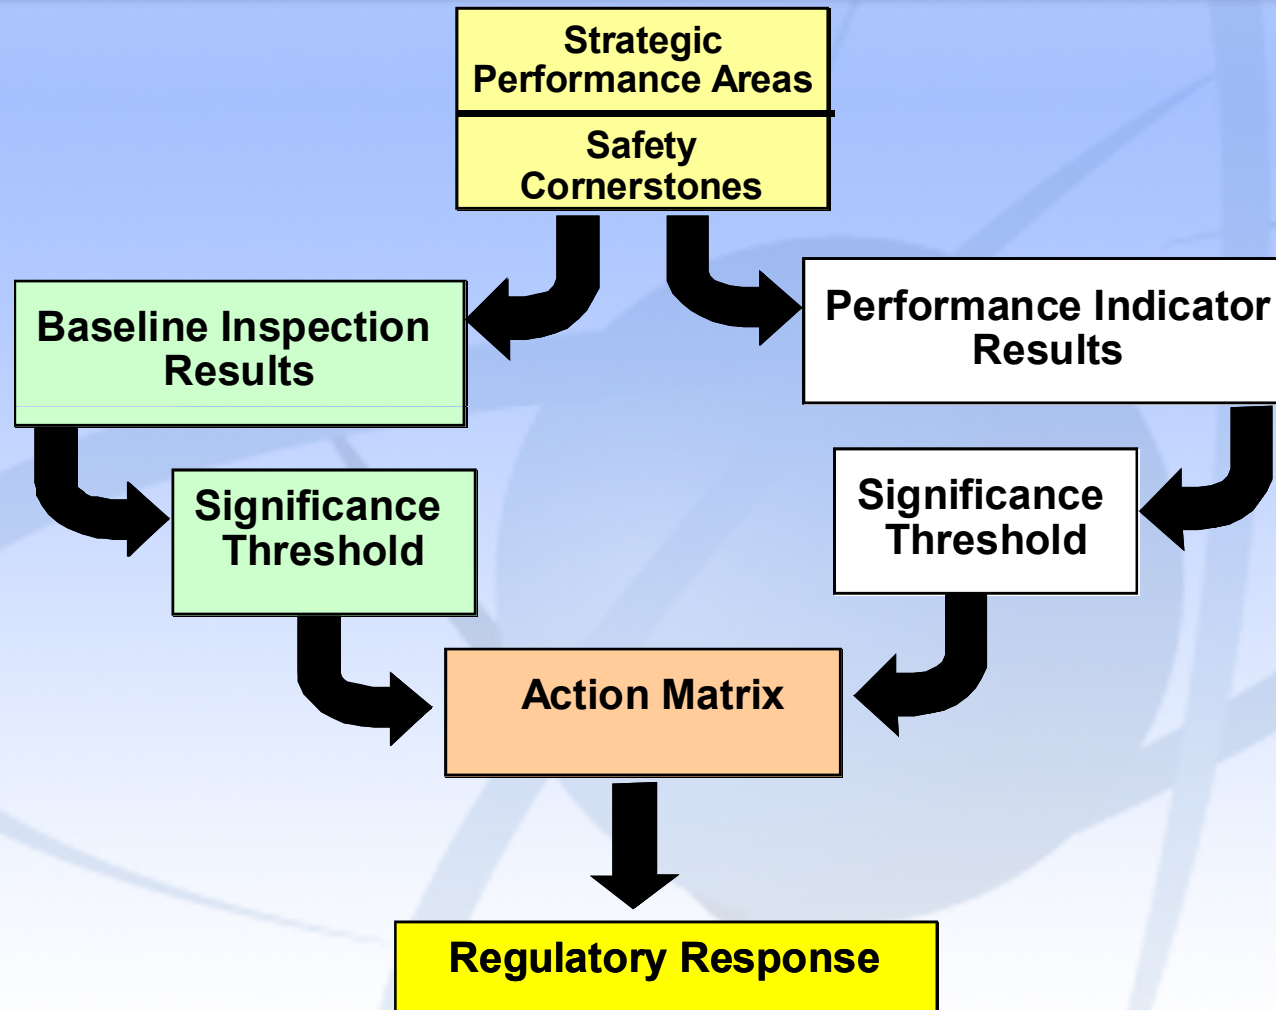 Strategic
Performance Areas
Safety
Cornerstones
Baseline Inspection
Results
Performance Indicator
Results
Significance
Threshold
Significance
Threshold
Action Matrix
Regulatory Response